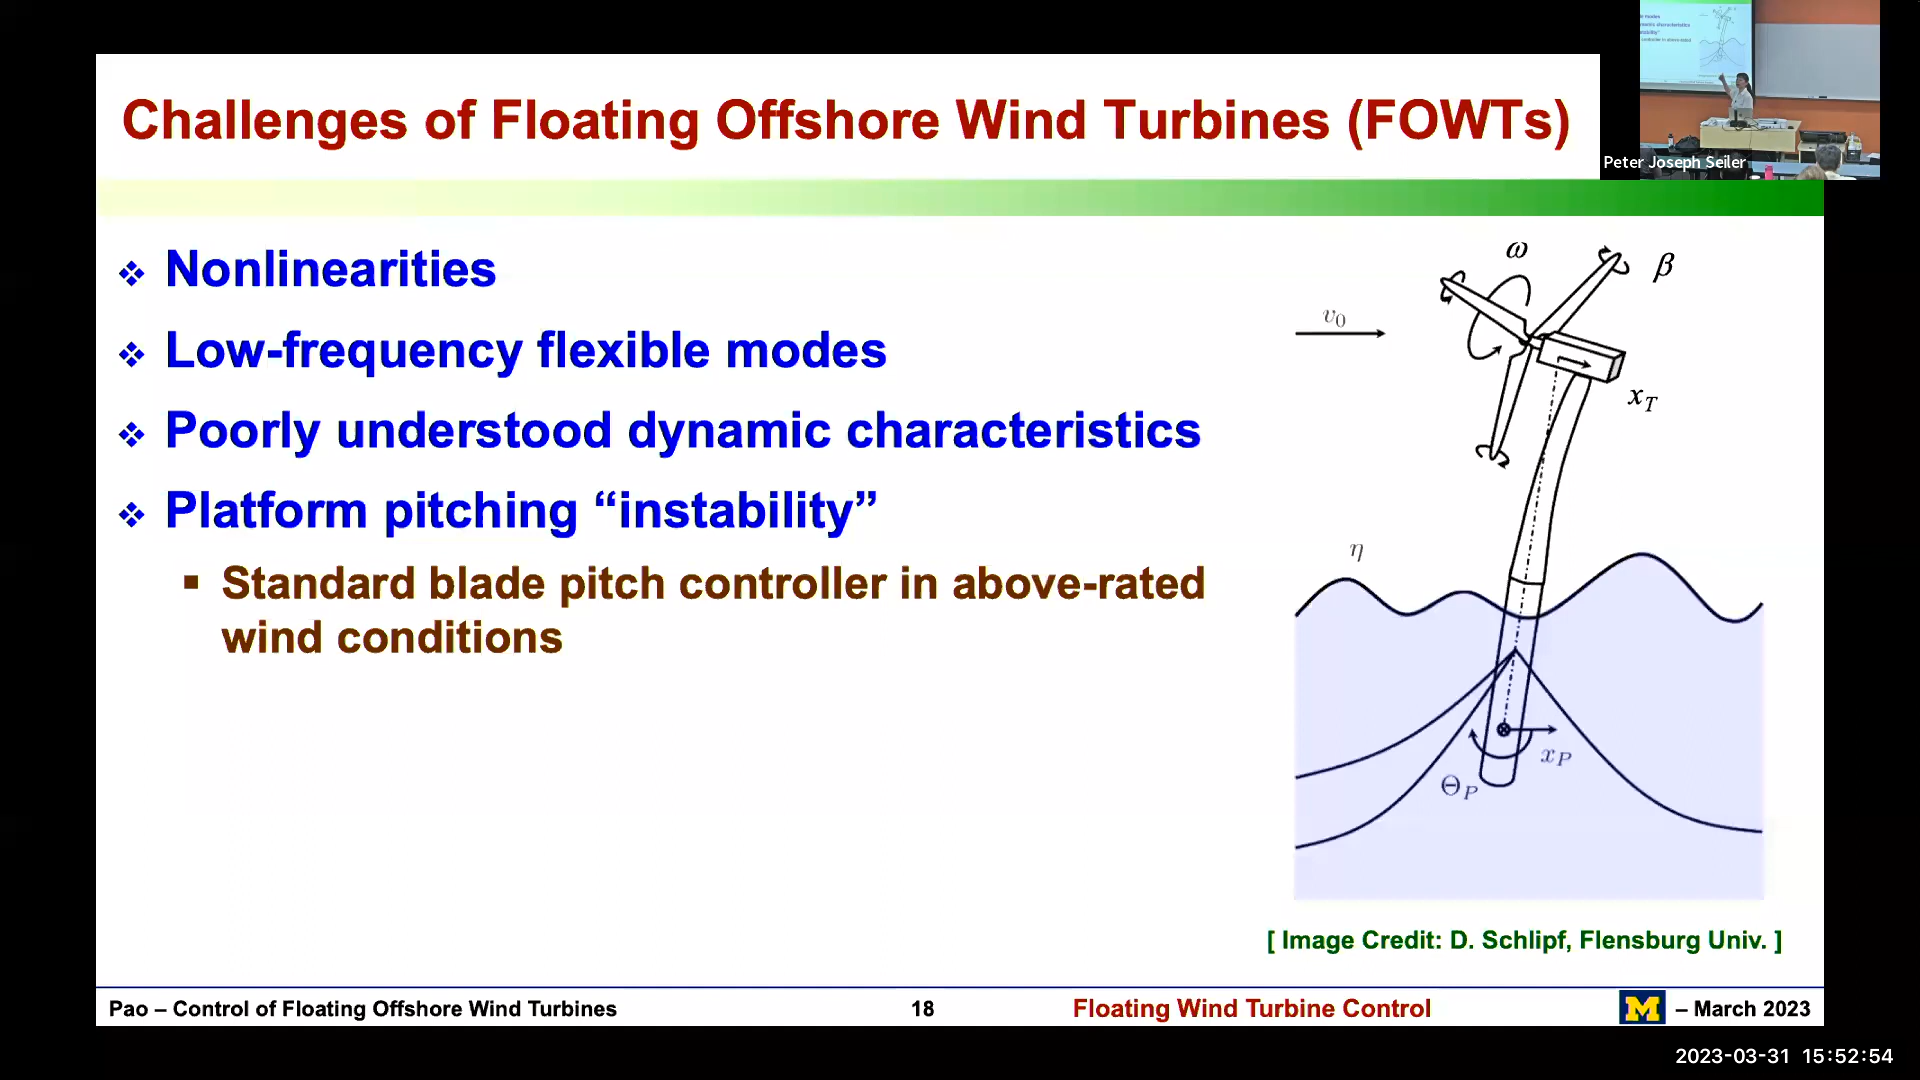 Challenges of Floating Offshore Wind Turbines (FOWTs)
Peter Joseph Seiler
❖ Nonlinearities
❖ Low-frequency flexible modes
❖ Poorly understood dynamic characteristics
❖ Platform pitching “instability”
▪ Standard blade pitch controller in above-rated
wind conditions
ω
β
v₀
x_T
η
x_P
Θ_P
[ Image Credit: D. Schlipf, Flensburg Univ. ]
Pao – Control of Floating Offshore Wind Turbines
18
Floating Wind Turbine Control
M – March 2023
2023-03-31 15:52:54